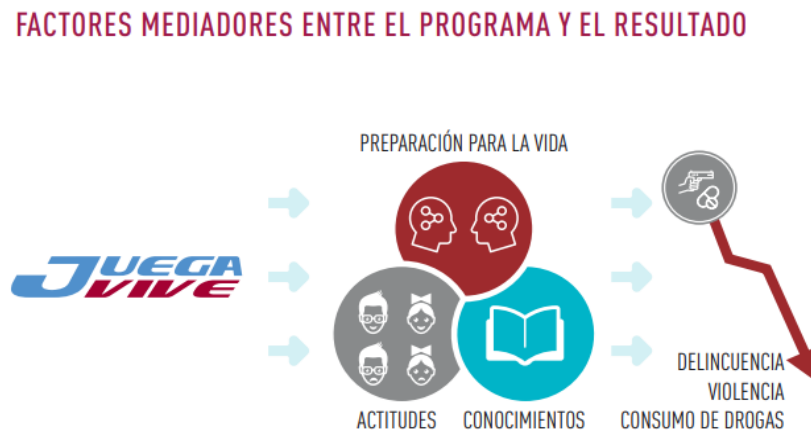 FACTORES MEDIADORES ENTRE EL PROGRAMA Y EL RESULTADO
PREPARACIÓN PARA LA VIDA
JUEGA
VIVE
ACTITUDES
CONOCIMIENTOS
DELINCUENCIA
VIOLENCIA
CONSUMO DE DROGAS